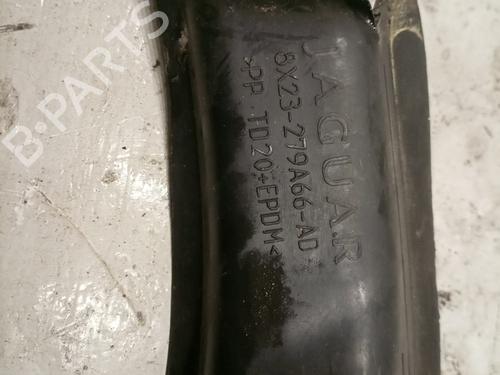 B-PARTS
JAGUAR
8X23-279A66-AD
>PP TD20+EPDM<